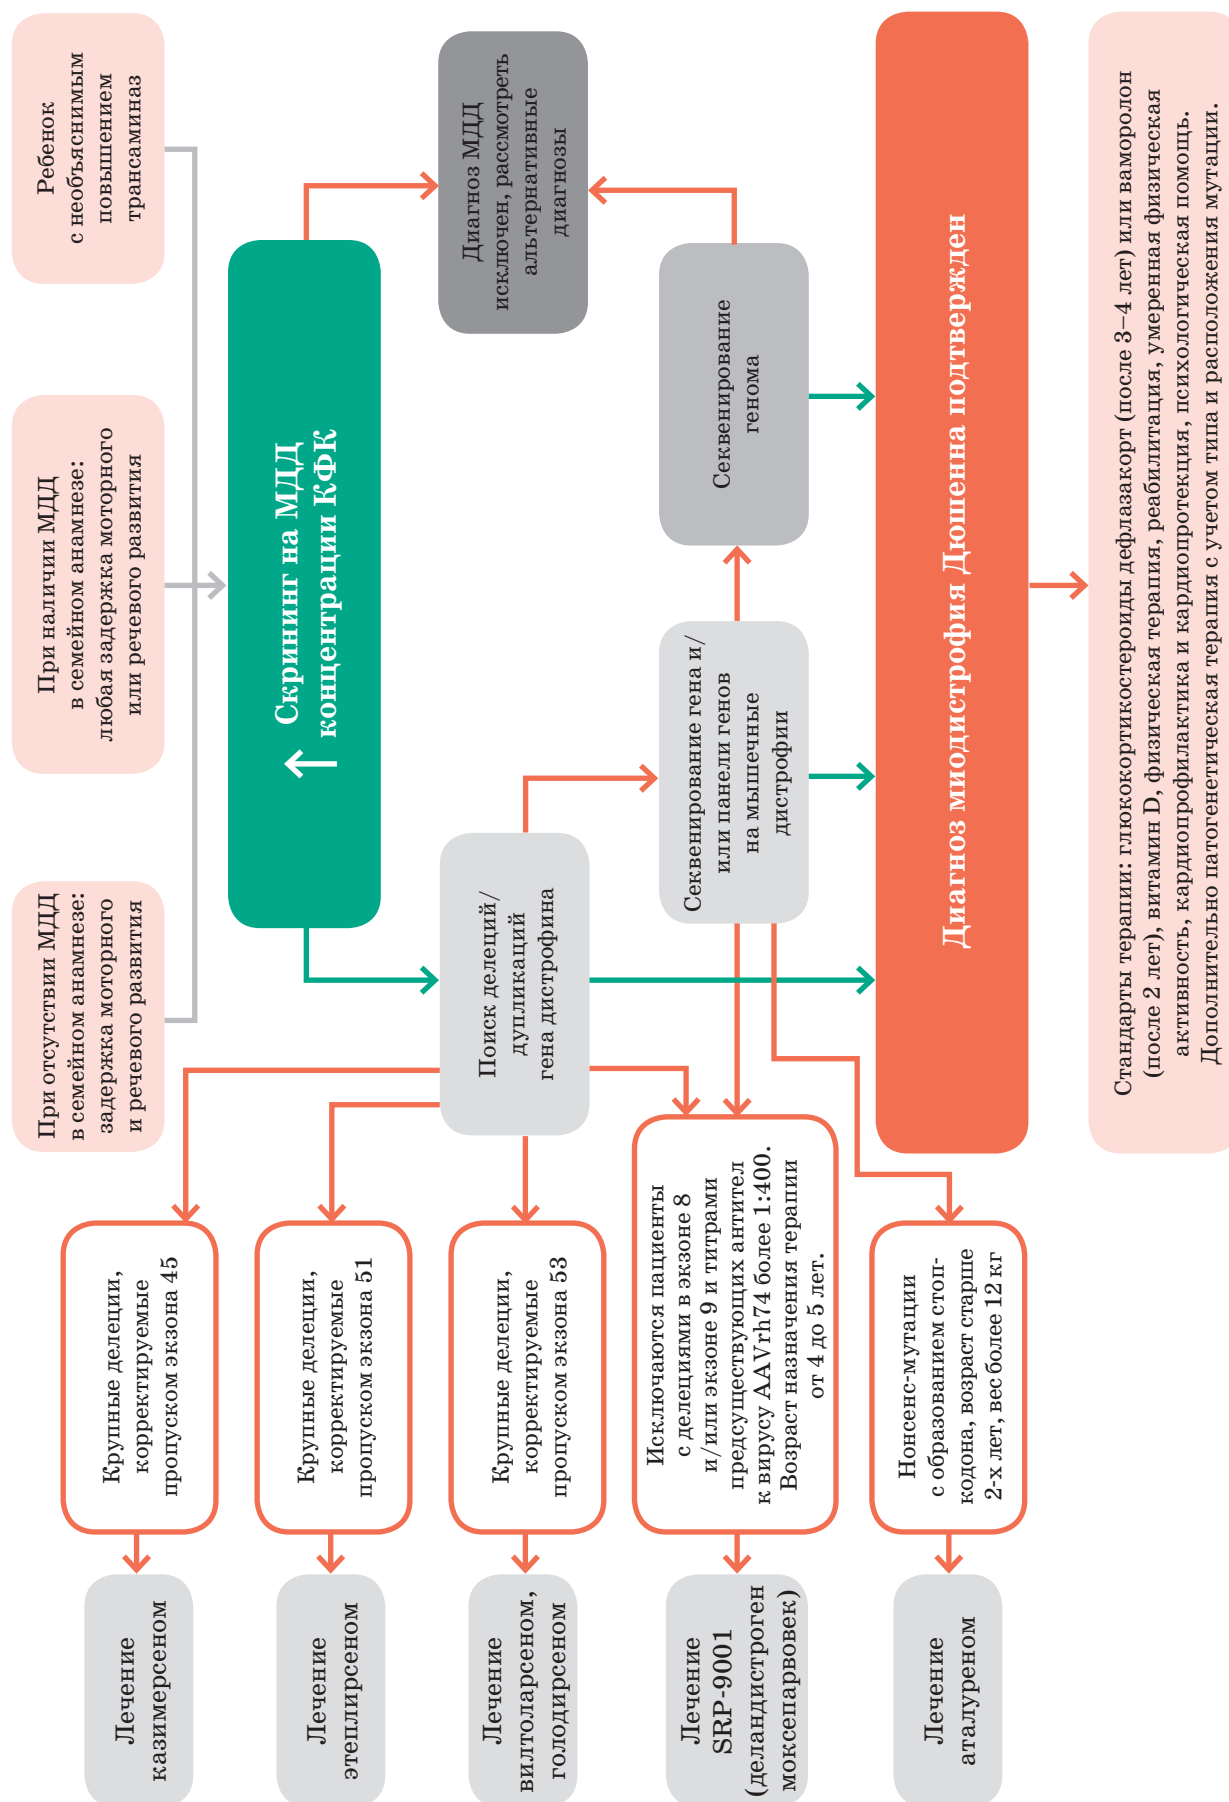 При отсутствии МДД
в семейном анамнезе:
задержка моторного
и речевого развития
При наличии МДД
в семейном анамнезе:
любая задержка моторного
или речевого развития
Ребенок
с необъяснимым
повышением
трансаминаз
Скрининг на МДД
↑ концентрации КФК
Поиск делеций/
дупликаций
гена дистрофина
Диагноз МДД
исключен, рассмотреть
альтернативные
диагнозы
Секвенирование гена и/
или панели генов
на мышечные
дистрофии
Секвенирование
генома
Диагноз миодистрофия Дюшенна подтвержден
Стандарты терапии: глюкокортикостероиды дефлазакорт (после 3–4 лет) или ваморолон
(после 2 лет), витамин D, физическая терапия, реабилитация, умеренная физическая
активность, кардиопрофилактика и кардиопротекция, психологическая помощь.
Дополнительно патогенетическая терапия с учетом типа и расположения мутации.
Крупные делеции,
корректируемые
пропуском экзона 45
Крупные делеции,
корректируемые
пропуском экзона 51
Крупные делеции,
корректируемые
пропуском экзона 53
Исключаются пациенты
с делециями в экзоне 8
и/или экзоне 9 и титрами
предсуществующих антител
к вирусу AAVrh74 более 1:400.
Возраст назначения терапии
от 4 до 5 лет.
Нонсенс-мутации
с образованием стоп-
кодона, возраст старше
2-х лет, вес более 12 кг
Лечение
казимерсеном
Лечение
этеплирсеном
Лечение
вилтоларсеном,
голодирсеном
Лечение
SRP-9001
(деландистроген
моксепарвовек)
Лечение
аталуреном